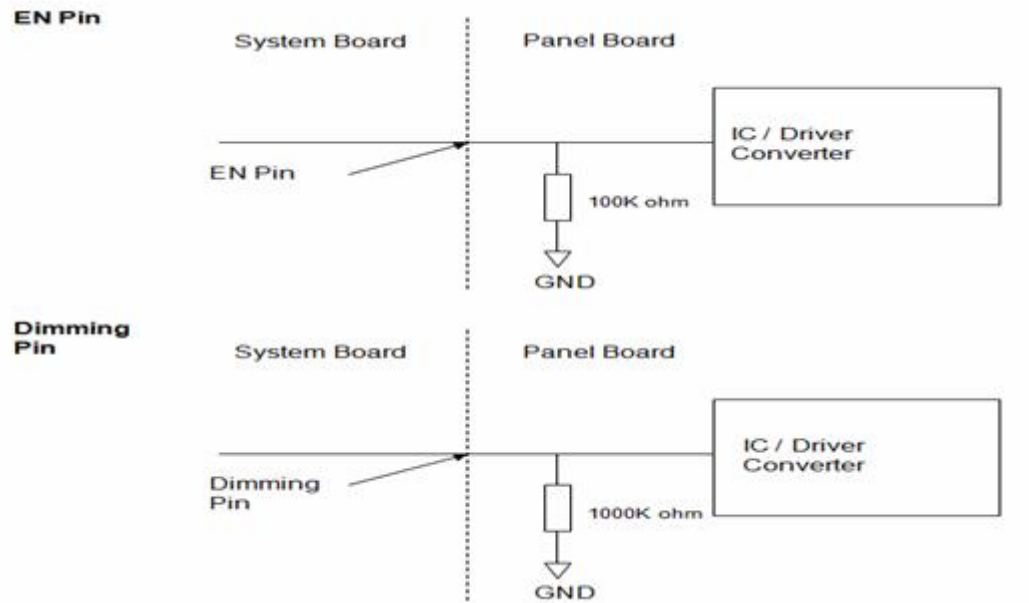 EN Pin
System Board
Panel Board
IC / Driver
Converter
EN Pin
100K ohm
GND
Dimming
Pin
System Board
Panel Board
IC / Driver
Converter
Dimming
Pin
1000K ohm
GND